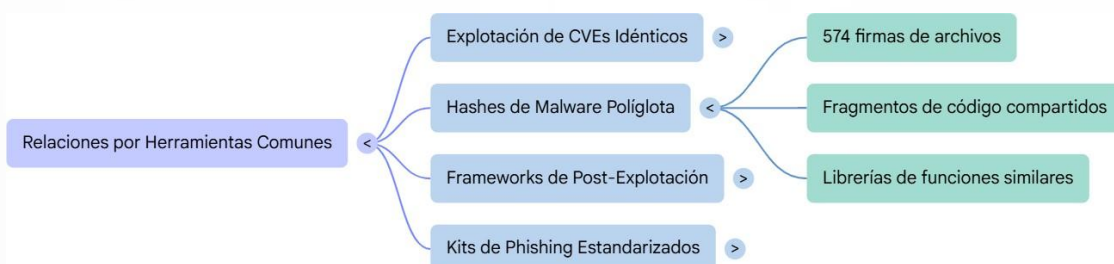 Relaciones por Herramientas Comunes <
Explotación de CVEs Idénticos >
Hashes de Malware Políglota <
Frameworks de Post-Explotación >
Kits de Phishing Estandarizados >
574 firmas de archivos
Fragmentos de código compartidos
Librerías de funciones similares